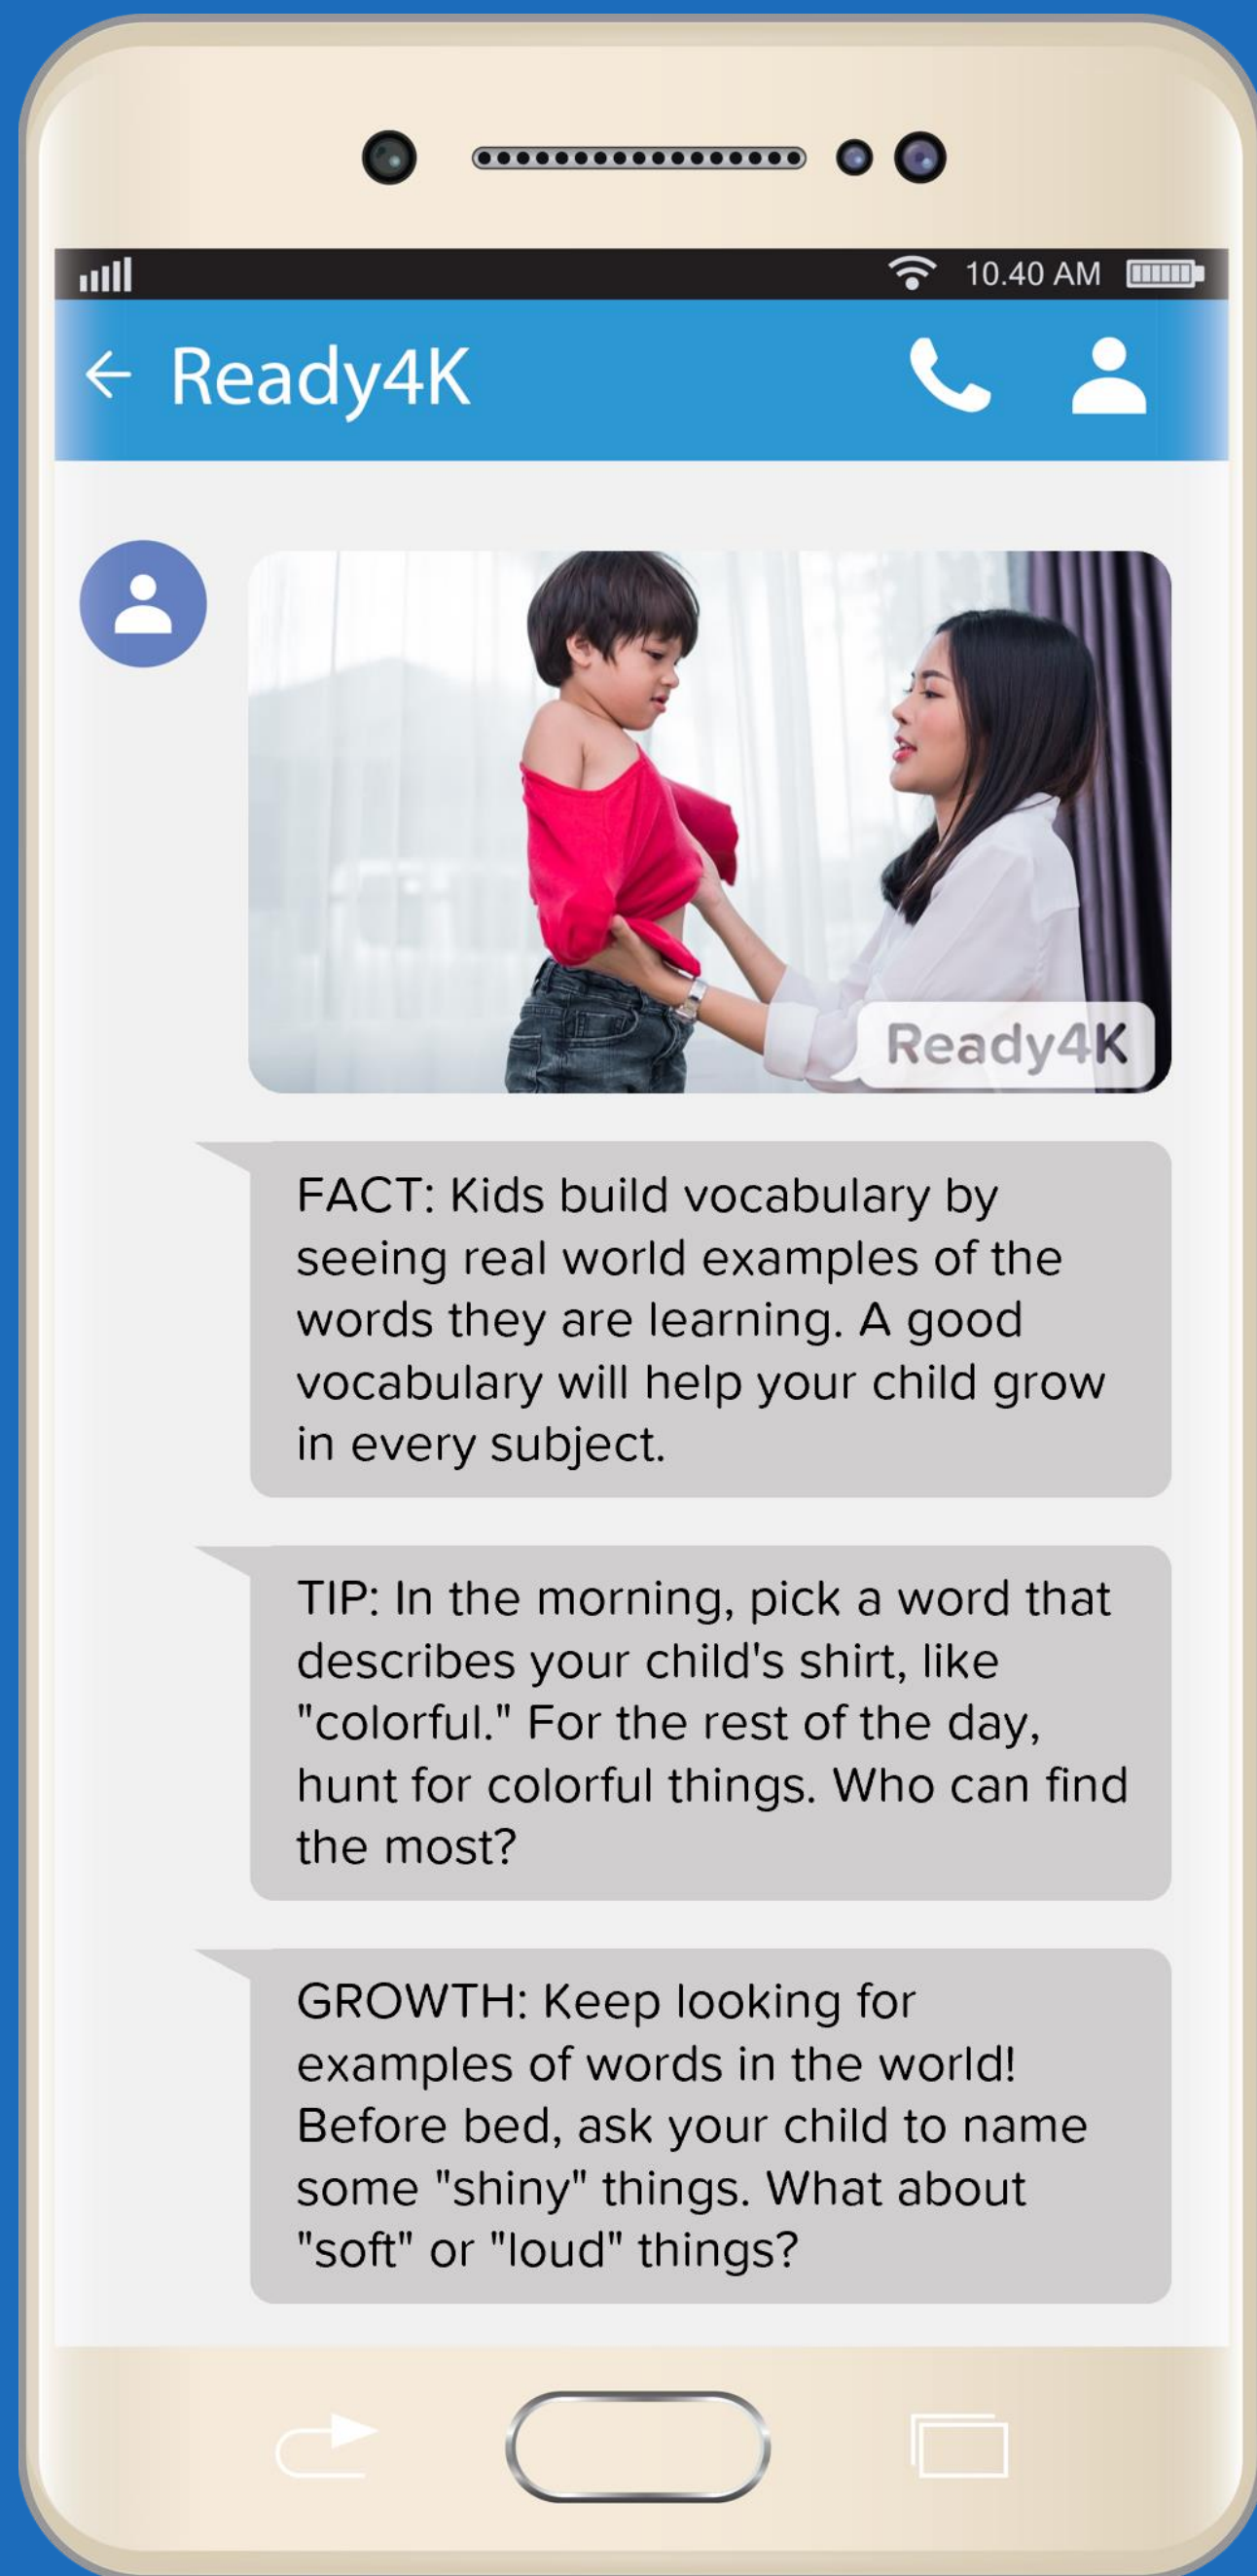 10.40 AM
Ready4K
Ready4K
FACT: Kids build vocabulary by
seeing real world examples of the
words they are learning. A good
vocabulary will help your child grow
in every subject.
TIP: In the morning, pick a word that
describes your child's shirt, like
"colorful." For the rest of the day,
hunt for colorful things. Who can find
the most?
GROWTH: Keep looking for
examples of words in the world!
Before bed, ask your child to name
some "shiny" things. What about
"soft" or "loud" things?